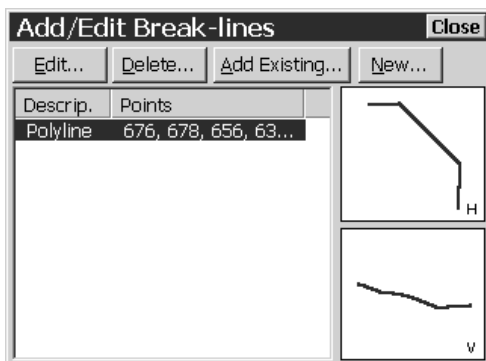 Add/Edit Break-lines Close
Edit... Delete... Add Existing... New...
Descrip. Points
Polyline 676, 678, 656, 63...
H
V